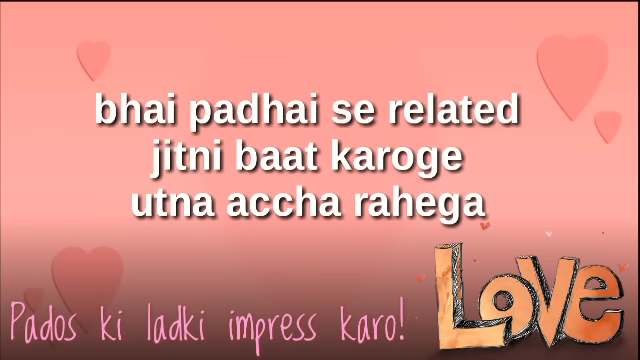 bhai padhai se related
jitni baat karoge
utna accha rahega
Love
Pados ki ladki impress karo!